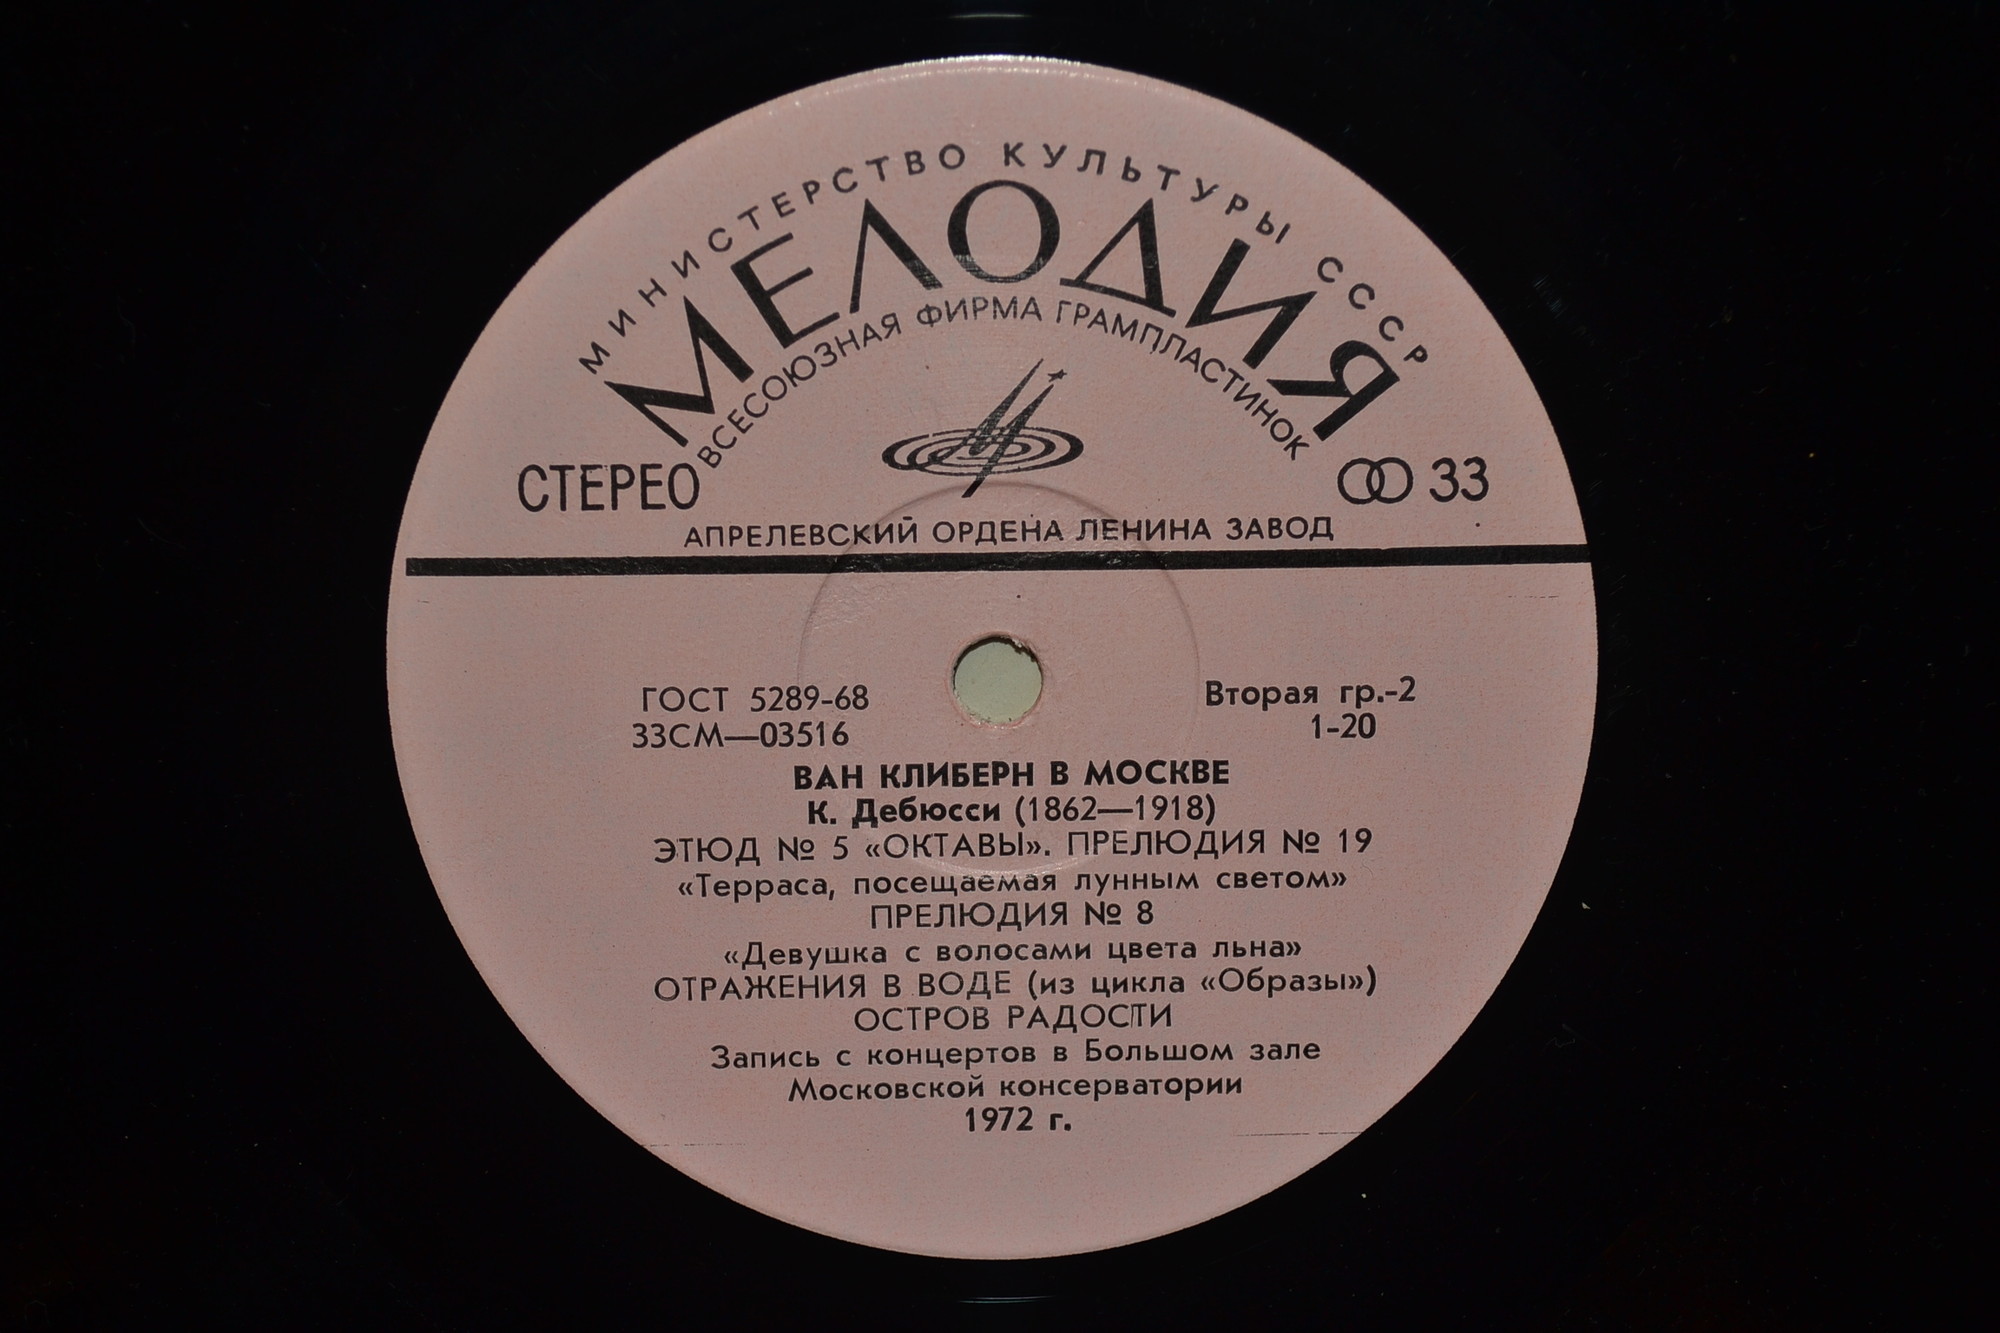 МИНИСТЕРСТВО КУЛЬТУРЫ СССР
МЕЛОДИЯ
ВСЕСОЮЗНАЯ ФИРМА ГРАМПЛАСТИНОК
СТЕРЕО
33
АПРЕЛЕВСКИЙ ОРДЕНА ЛЕНИНА ЗАВОД
ГОСТ 5289-68
Вторая гр.-2
33СМ—03516
1-20
ВАН КЛИБЕРН В МОСКВЕ
К. Дебюсси (1862—1918)
ЭТЮД № 5 «ОКТАВЫ». ПРЕЛЮДИЯ № 19
«Терраса, посещаемая лунным светом»
ПРЕЛЮДИЯ № 8
«Девушка с волосами цвета льна»
ОТРАЖЕНИЯ В ВОДЕ (из цикла «Образы»)
ОСТРОВ РАДОСТИ
Запись с концертов в Большом зале
Московской консерватории
1972 г.